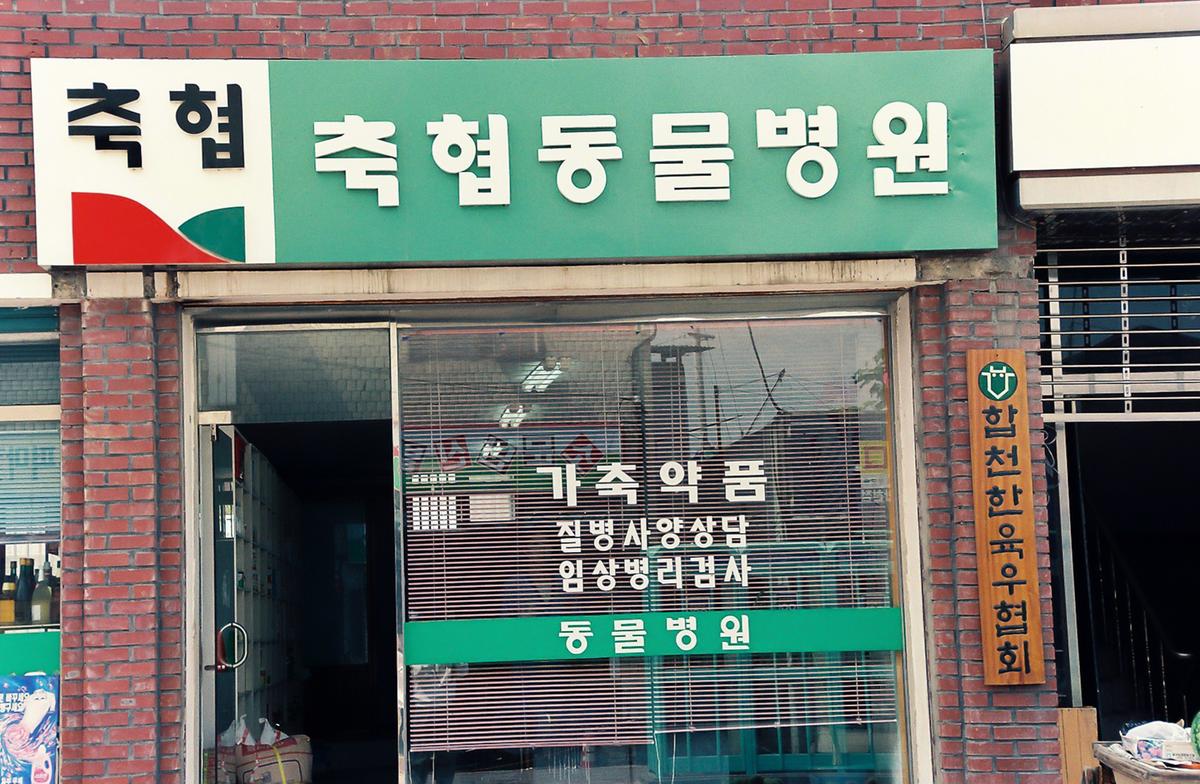 축협
축협동물병원
가축약품
질병사양상담
임상병리검사
동물병원
합천한육우협회